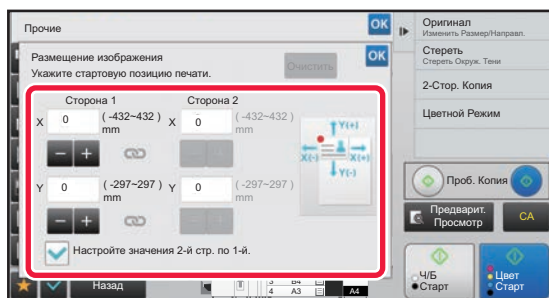 Прочие
OK
Размещение изображения
Укажите стартовую позицию печати.
Очистить
OK
Сторона 1
Сторона 2
X 0 (-432~432) mm
X 0 (-432~432) mm
− +
− +
Y 0 (-297~297) mm
Y 0 (-297~297) mm
− +
− +
Y(+)
X(-) X(+)
Y(-)
Настройте значения 2-й стр. по 1-й.
Назад
T
3 B4
4 A3
A4
Оригинал
Изменить Размер/Направл.
Стереть
Стереть Окруж. Тени
2-Стор. Копия
Цветной Режим
Проб. Копия
Предварит.
Просмотр
CA
Ч/Б
Старт
Цвет
Старт